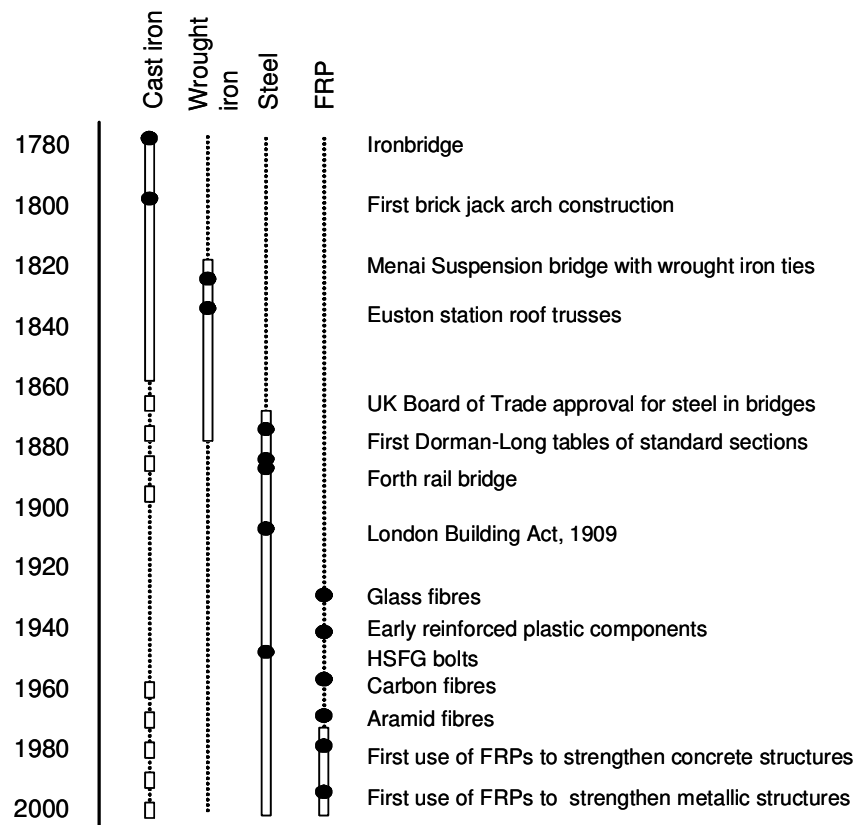 Cast iron
Wrought
iron
Steel
FRP
1780
Ironbridge
1800
First brick jack arch construction
1820
Menai Suspension bridge with wrought iron ties
Euston station roof trusses
1840
1860
UK Board of Trade approval for steel in bridges
1880
First Dorman-Long tables of standard sections
Forth rail bridge
1900
London Building Act, 1909
1920
Glass fibres
1940
Early reinforced plastic components
HSFG bolts
1960
Carbon fibres
Aramid fibres
1980
First use of FRPs to strengthen concrete structures
First use of FRPs to strengthen metallic structures
2000